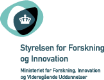 Styrelsen for Forskning
og Innovation
Ministeriet for Forskning, Innovation
og Videregående Uddannelser